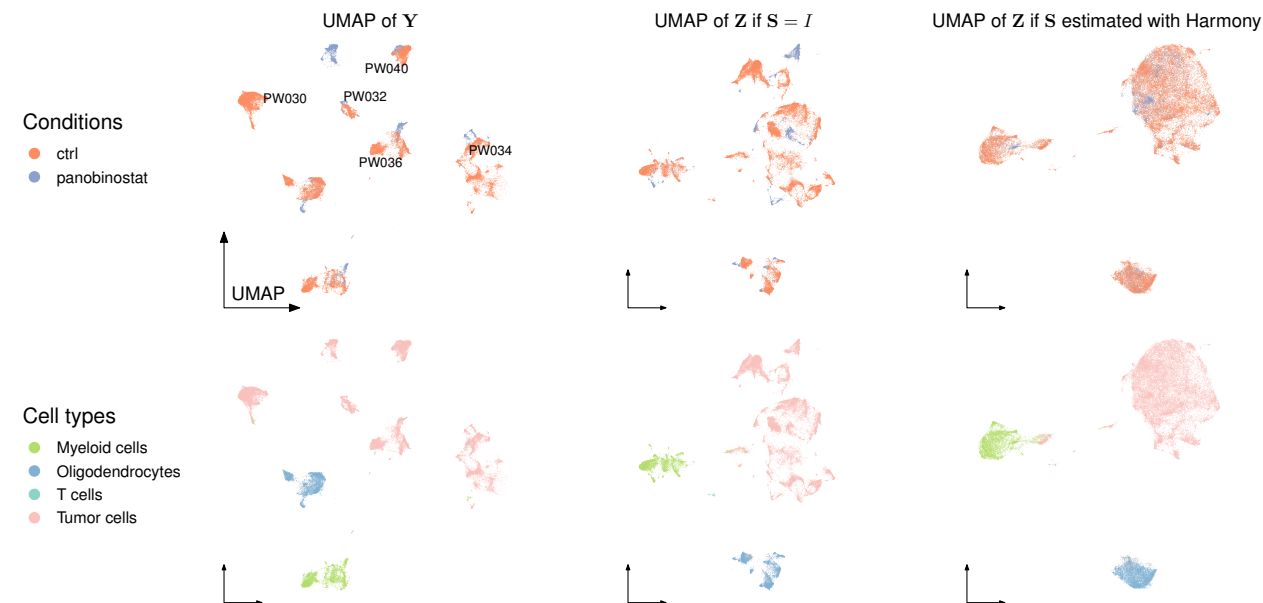 UMAP of Y
UMAP of Z if S = I
UMAP of Z if S estimated with Harmony
PW040
PW030
PW032
PW036
PW034
Conditions
ctrl
panobinostat
UMAP
Cell types
Myeloid cells
Oligodendrocytes
T cells
Tumor cells